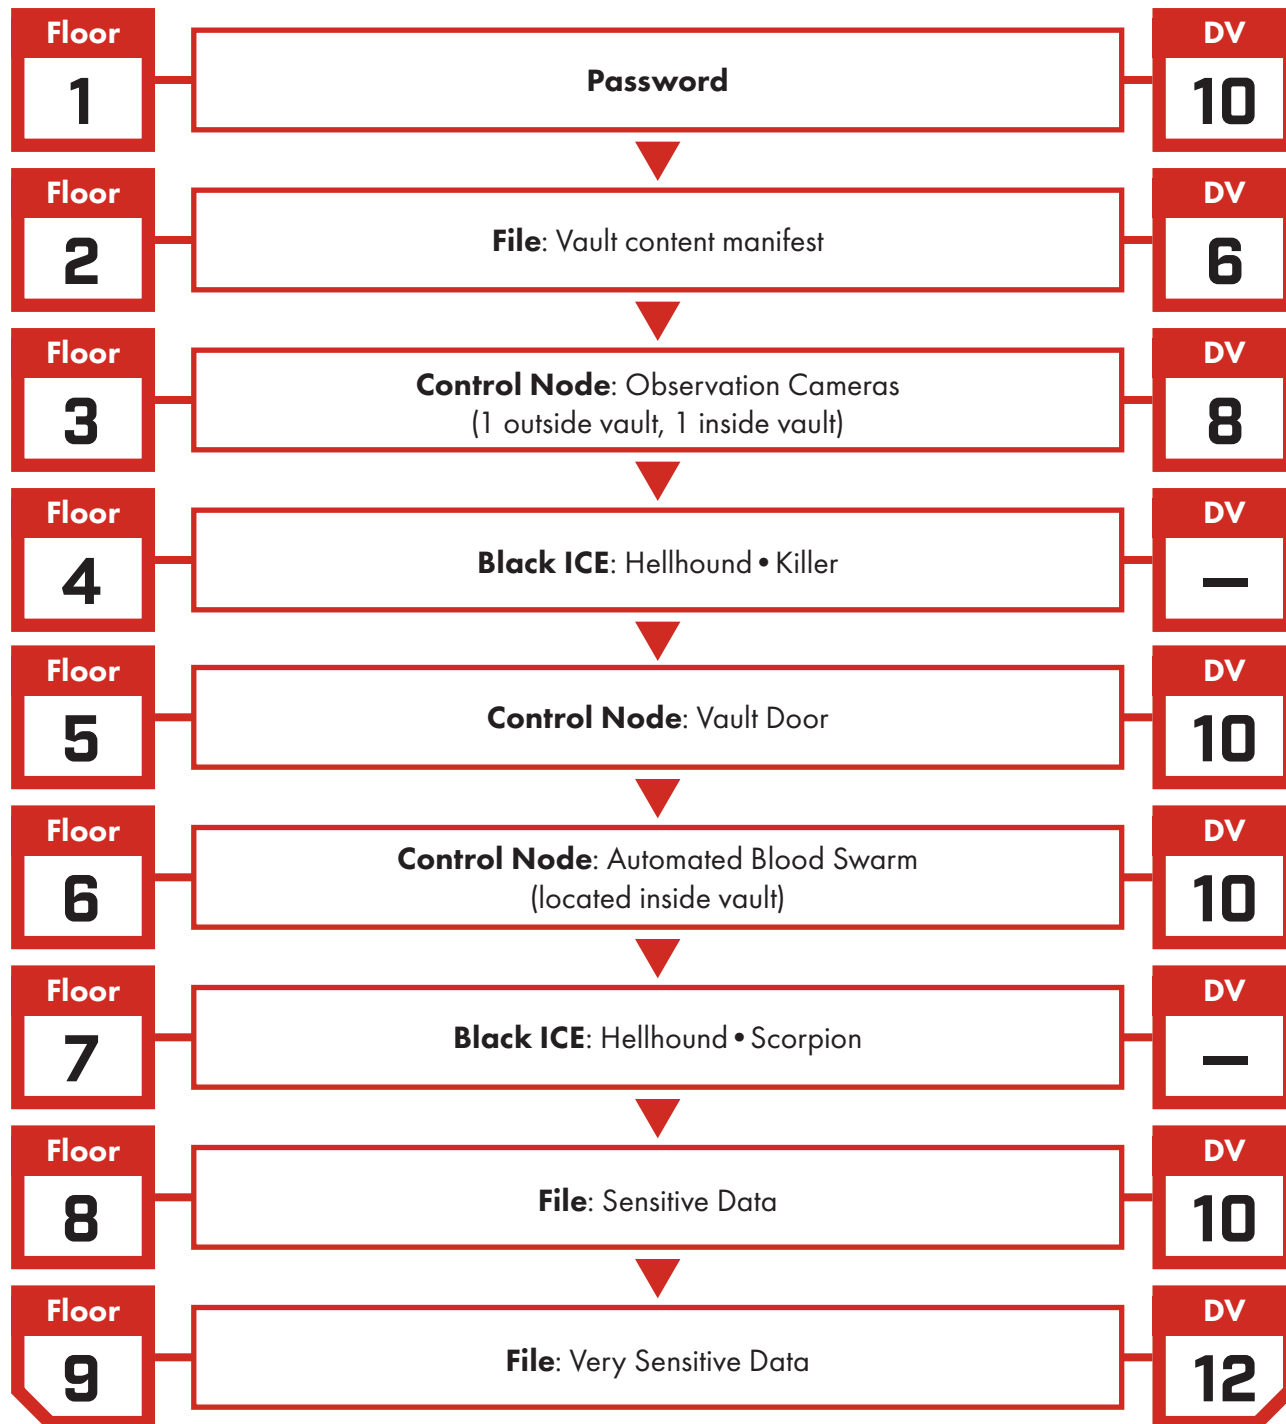 Floor
DV
1
Password
10
Floor
DV
2
File: Vault content manifest
6
Floor
DV
3
Control Node: Observation Cameras
(1 outside vault, 1 inside vault)
8
Floor
DV
4
Black ICE: Hellhound • Killer
—
Floor
DV
5
Control Node: Vault Door
10
Floor
DV
6
Control Node: Automated Blood Swarm
(located inside vault)
10
Floor
DV
7
Black ICE: Hellhound • Scorpion
—
Floor
DV
8
File: Sensitive Data
10
Floor
DV
9
File: Very Sensitive Data
12